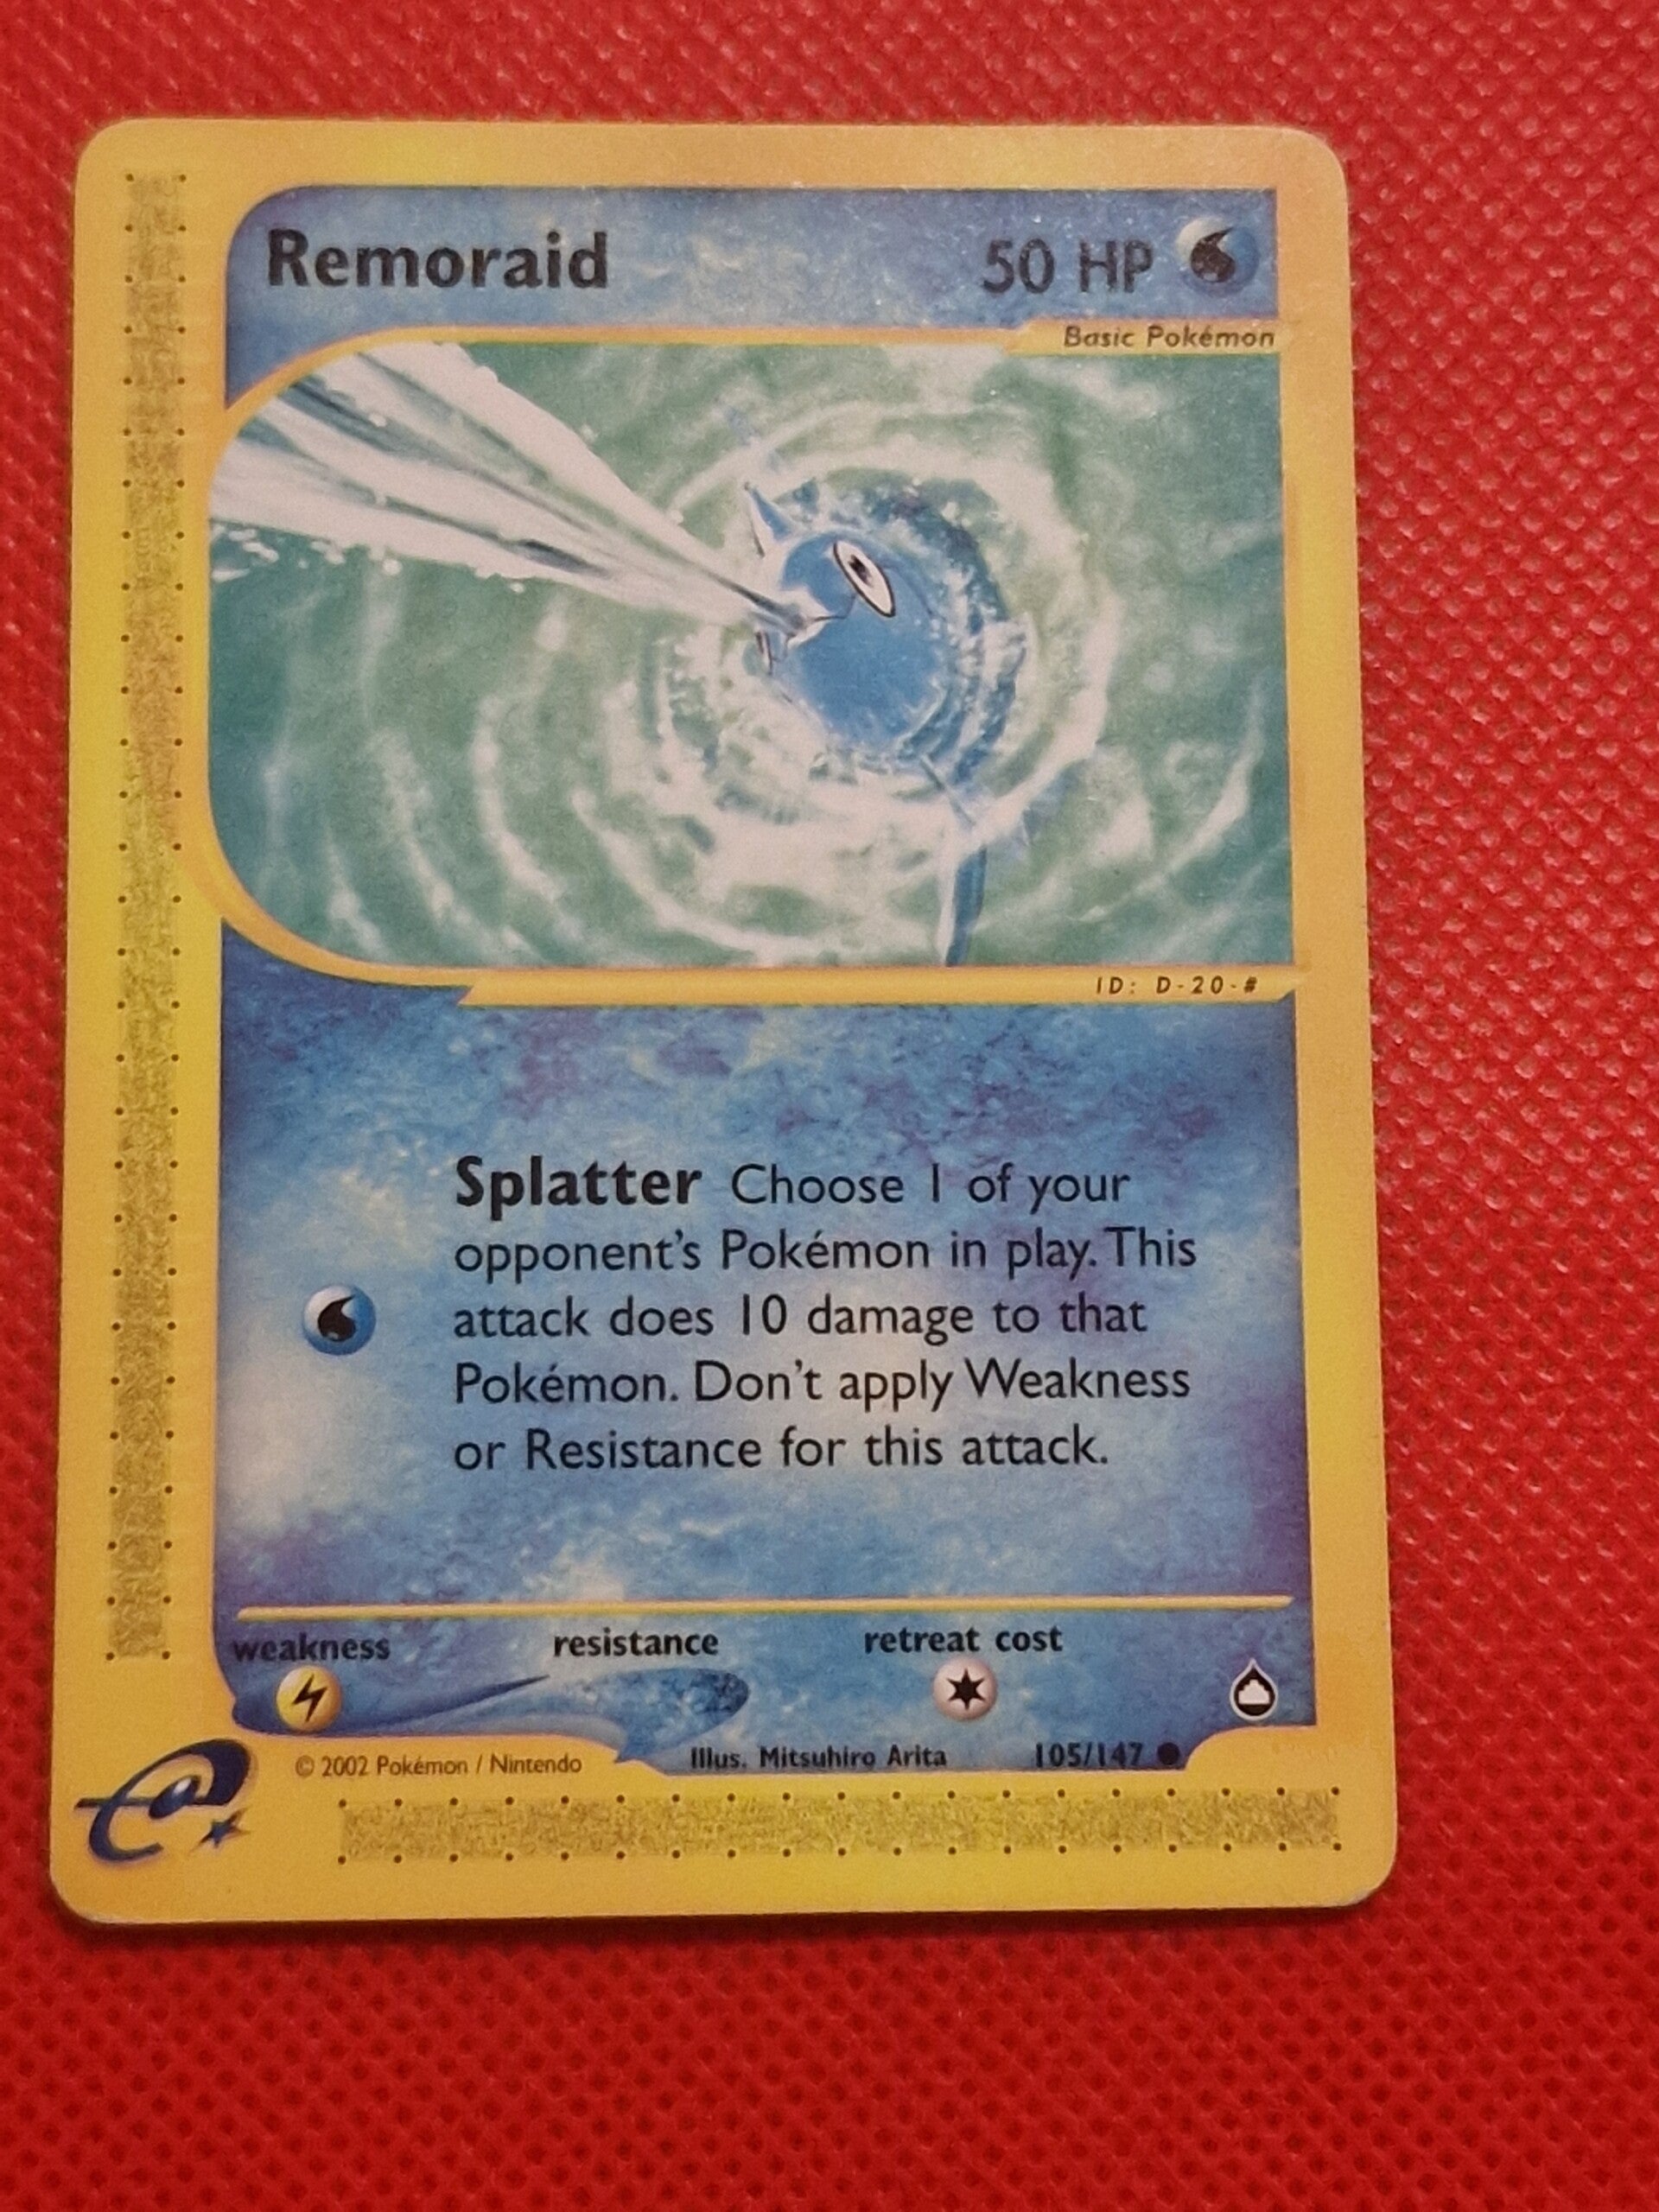 Remoraid 50 HP
Basic Pokémon
ID: D-20-#
Splatter Choose 1 of your
opponent's Pokémon in play. This
attack does 10 damage to that
Pokémon. Don't apply Weakness
or Resistance for this attack.
weakness resistance retreat cost
© 2002 Pokémon / Nintendo Illus. Mitsuhiro Arita 105/147
e